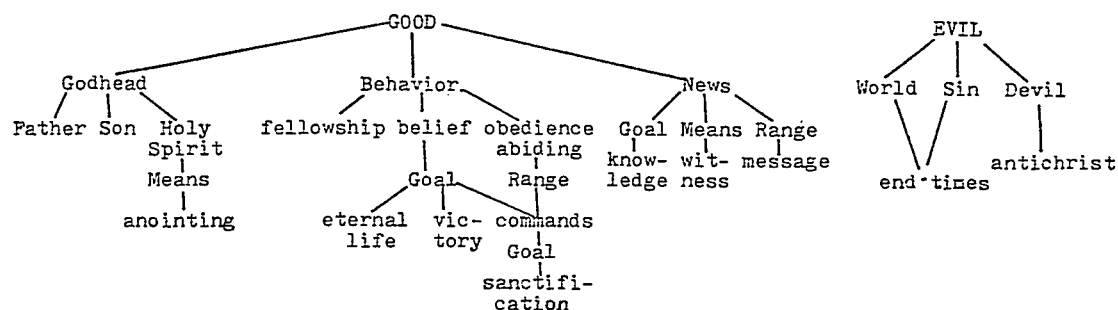 GOOD
EVIL
Godhead Behavior News World Sin Devil
Father Son Holy Spirit fellowship belief obedience abiding Goal Means Range
Means know-ledge wit-ness message end times antichrist
anointing Goal Range
eternal life vic-tory commands
Goal
sanctifi-
cation